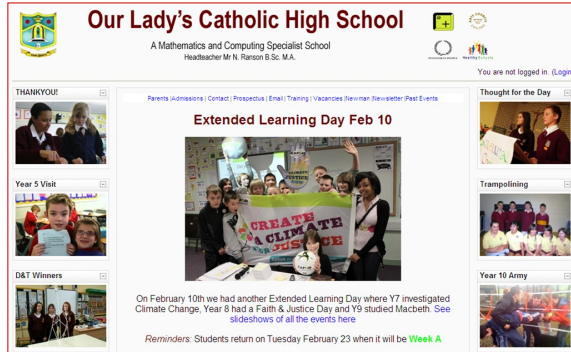 Our Lady's Catholic High School
A Mathematics and Computing Specialist School
Headteacher Mr N. Ranson B.Sc. M.A.
You are not logged in. (Login
THANKYOU!
Year 5 Visit
D&T Winners
Parents |Admissions | Contact | Prospectus | Email | Training | Vacancies |Newman |Newsletter |Past Events
Extended Learning Day Feb 10
CREATE
A CLIMATE
FOR JUSTICE
On February 10th we had another Extended Learning Day where Y7 investigated
Climate Change, Year 8 had a Faith & Justice Day and Y9 studied Macbeth. See
slideshows of all the events here
Reminders: Students return on Tuesday February 23 when it will be Week A
Thought for the Day
Trampolining
Year 10 Army